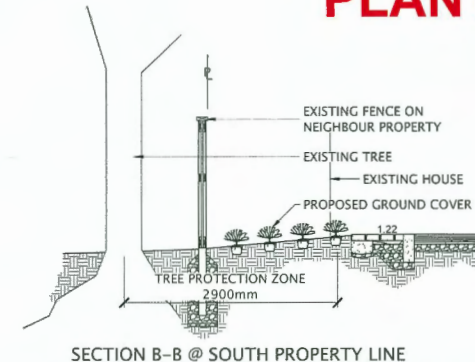 PLAN
℄
EXISTING FENCE ON
NEIGHBOUR PROPERTY
EXISTING TREE
EXISTING HOUSE
PROPOSED GROUND COVER
1.22
TREE PROTECTION ZONE
2900mm
SECTION B-B @ SOUTH PROPERTY LINE